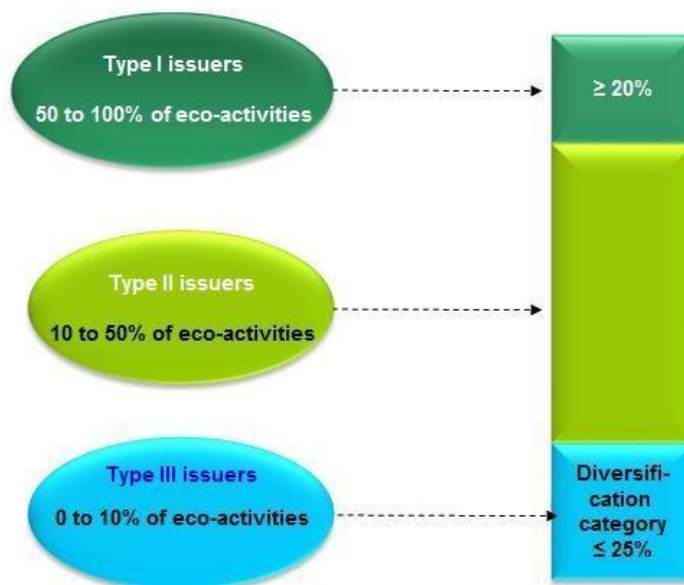 Type I issuers
50 to 100% of eco-activities
≥ 20%
Type II issuers
10 to 50% of eco-activities
Type III issuers
0 to 10% of eco-activities
Diversifi-
cation
category
≤ 25%